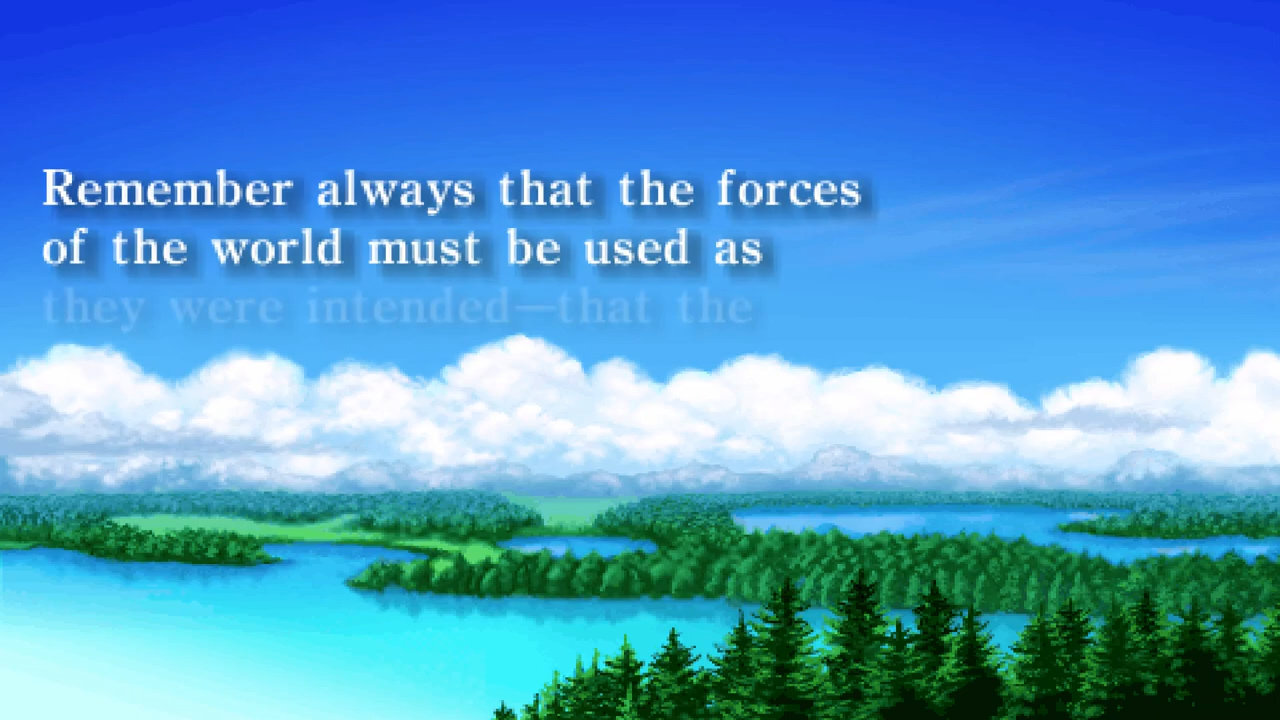 Remember always that the forces
of the world must be used as
they were intended—that the